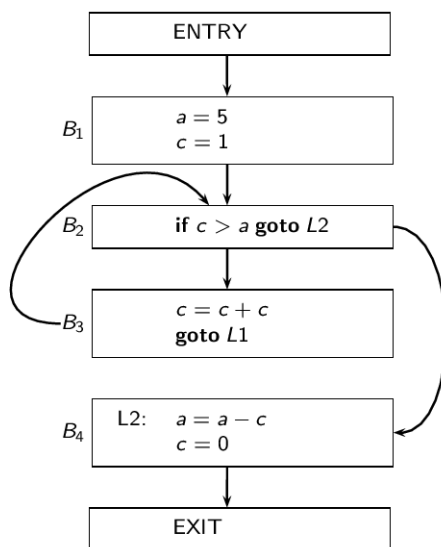 ENTRY
B1
a = 5
c = 1
B2
if c > a goto L2
B3
c = c + c
goto L1
B4
L2: a = a − c
c = 0
EXIT